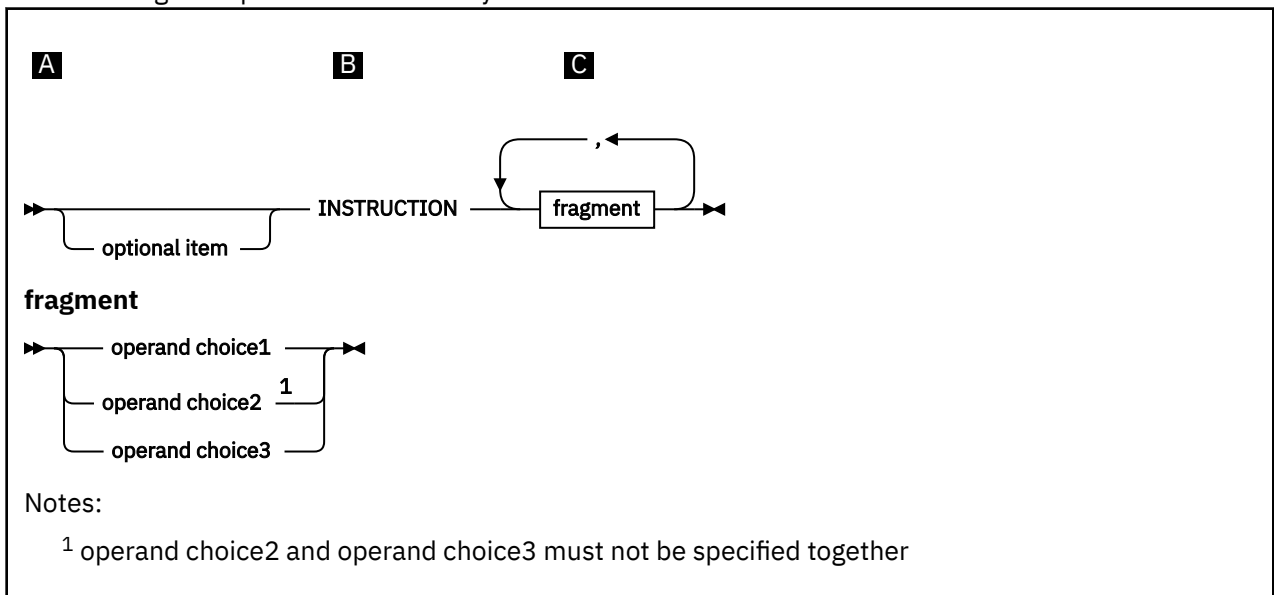 A B C
,
INSTRUCTION fragment
optional item
fragment
operand choice1
operand choice2 1
operand choice3
Notes:
1 operand choice2 and operand choice3 must not be specified together